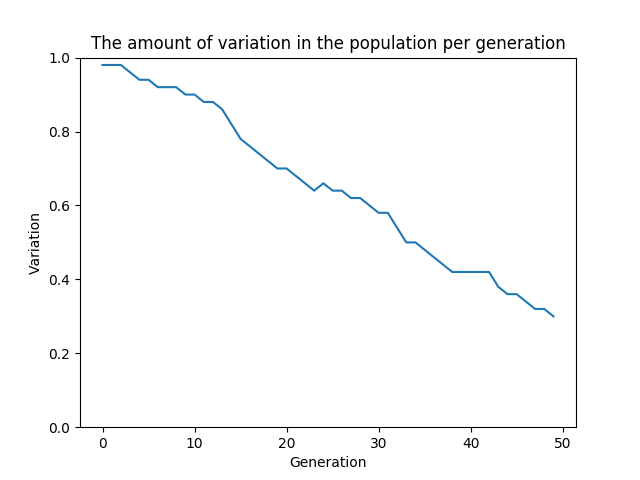 The amount of variation in the population per generation
1.0
0.8
0.6
0.4
0.2
0.0
Variation
0 10 20 30 40 50
Generation